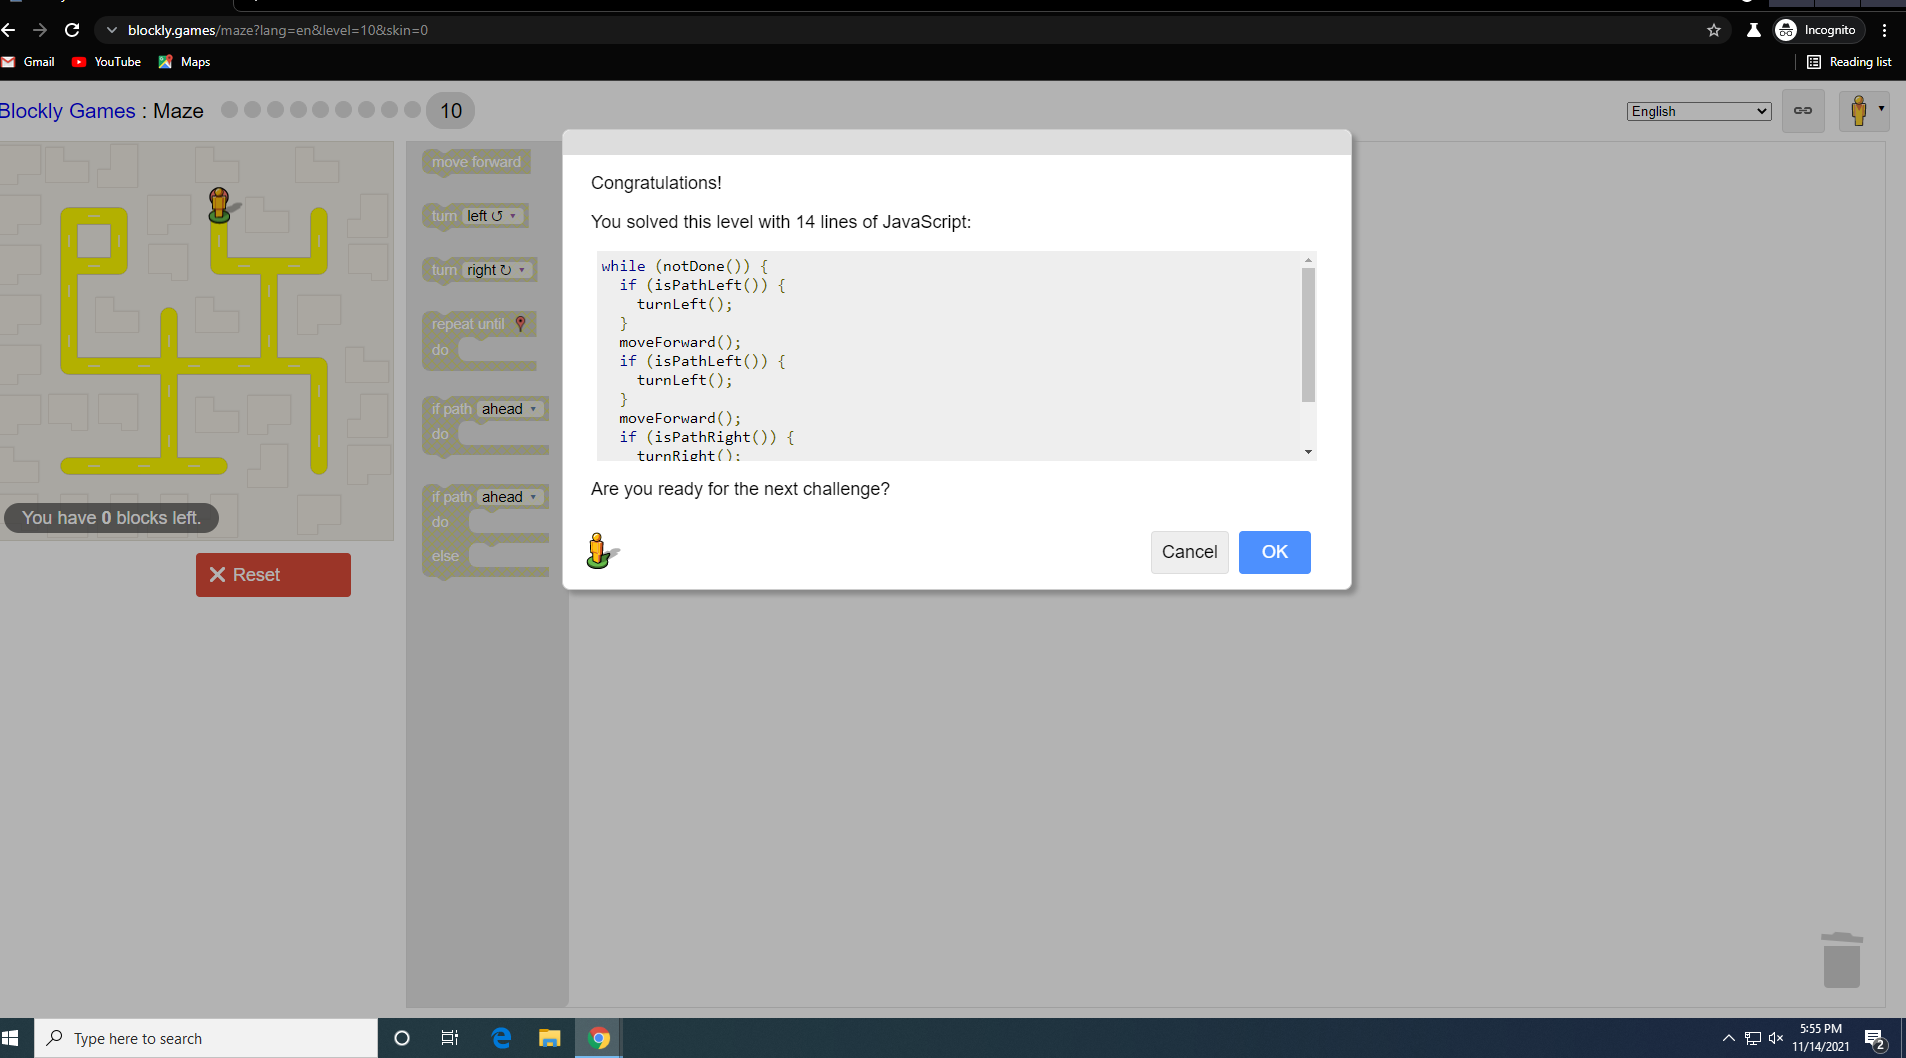 blockly.games/maze?lang=en&level=10&skin=0
Incognito
Gmail YouTube Maps
Reading list
Blockly Games : Maze 10
English
move forward
turn left ↺
turn right ↻
repeat until
do
if path ahead
do
if path ahead
do
else
You have 0 blocks left.
Reset
Congratulations!
You solved this level with 14 lines of JavaScript:
while (notDone()) {
if (isPathLeft()) {
turnLeft();
}
moveForward();
if (isPathLeft()) {
turnLeft();
}
moveForward();
if (isPathRight()) {
turnRight();
Are you ready for the next challenge?
Cancel OK
Type here to search
5:55 PM
11/14/2021
2